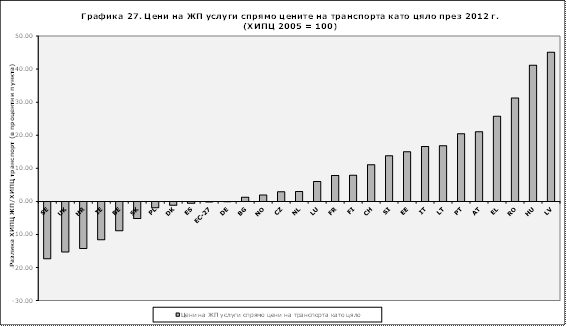 Графика 27. Цени на ЖП услуги спрямо цените на транспорта като цяло през 2012 г.
(ХИПЦ 2005 = 100)
Разлика ХИПЦ ЖП/ХИПЦ транспорт (в процентни пункта)
50.00
40.00
30.00
20.00
10.00
0.00
-10.00
-20.00
-30.00
SE UK HR IE BE SK PL DK ES ЕС-27 DE BG NO CZ NL LU FR FI CH SI EE IT LT PT AT EL RO HU LV
Цени на ЖП услуги спрямо цени на транспорта като цяло